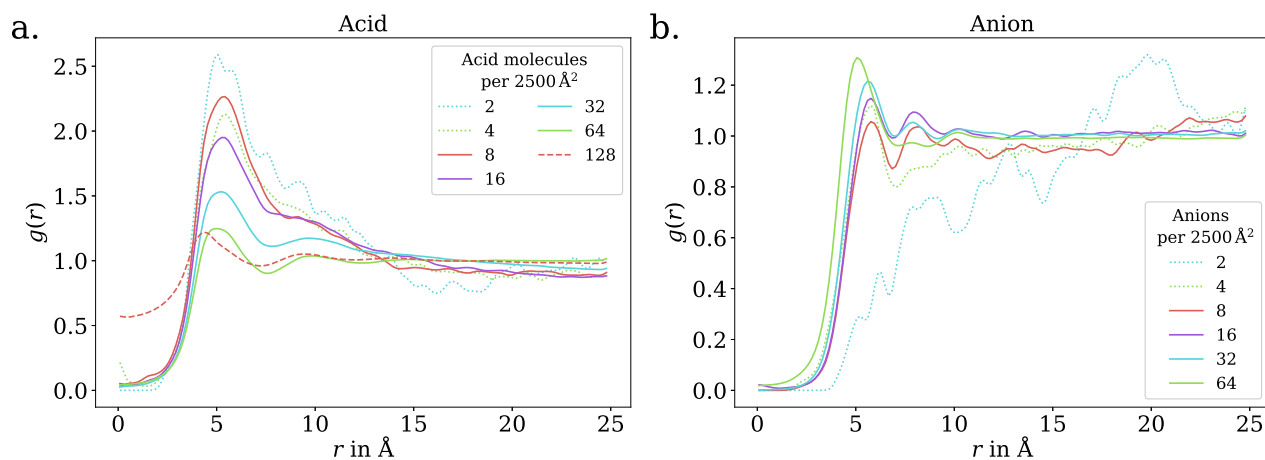 a.
Acid
g(r)
2.5
2.0
1.5
1.0
0.5
0.0
0 5 10 15 20 25
r in Å
Acid molecules
per 2500 Å²
2 32
4 64
8 128
16
b.
Anion
g(r)
1.2
1.0
0.8
0.6
0.4
0.2
0.0
0 5 10 15 20 25
r in Å
Anions
per 2500 Å²
2
4
8
16
32
64